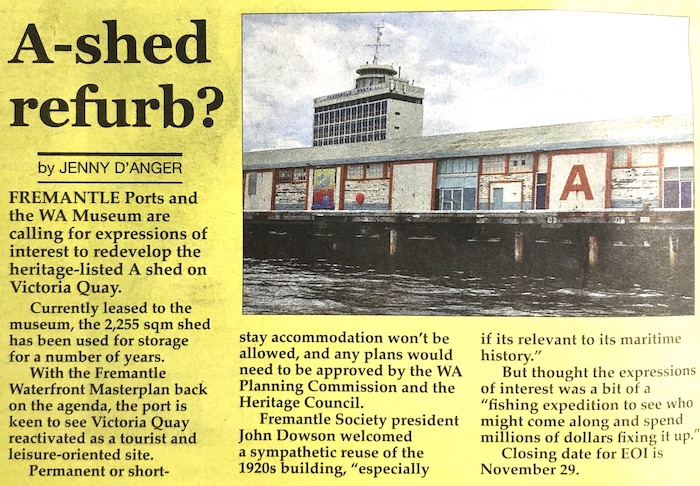 A-shed
refurb?
by JENNY D'ANGER
FREMANTLE Ports and
the WA Museum are
calling for expressions of
interest to redevelop the
heritage-listed A shed on
Victoria Quay.
Currently leased to the
museum, the 2,255 sqm shed
has been used for storage
for a number of years.
With the Fremantle
Waterfront Masterplan back
on the agenda, the port is
keen to see Victoria Quay
reactivated as a tourist and
leisure-oriented site.
Permanent or short-
A
stay accommodation won't be
allowed, and any plans would
need to be approved by the WA
Planning Commission and the
Heritage Council.
Fremantle Society president
John Dowson welcomed
a sympathetic reuse of the
1920s building, "especially
if its relevant to its maritime
history."
But thought the expressions
of interest was a bit of a
"fishing expedition to see who
might come along and spend
millions of dollars fixing it up."
Closing date for EOI is
November 29.